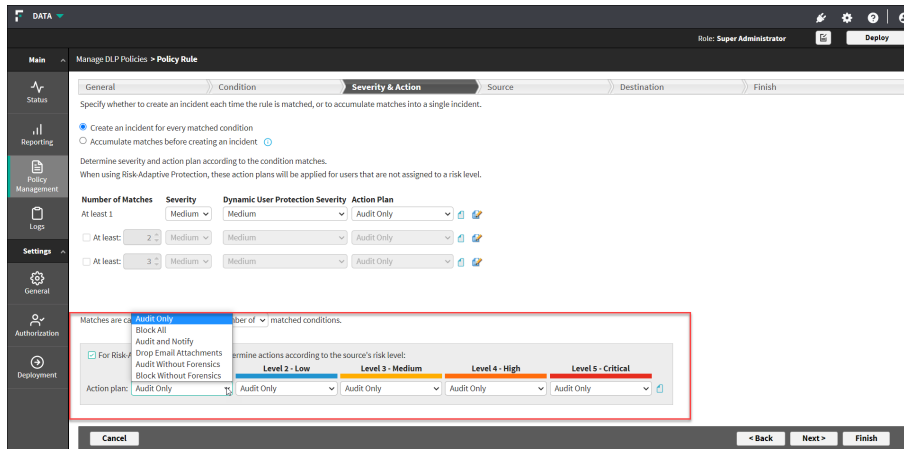 DATA
Role: Super Administrator
Deploy
Main
Manage DLP Policies > Policy Rule
Status
General
Condition
Severity & Action
Source
Destination
Finish
Specify whether to create an incident each time the rule is matched, or to accumulate matches into a single incident.
Create an incident for every matched condition
Accumulate matches before creating an incident
Reporting
Determine severity and action plan according to the condition matches.
When using Risk-Adaptive Protection, these action plans will be applied for users that are not assigned to a risk level.
Policy
Management
Number of Matches Severity Dynamic User Protection Severity Action Plan
At least 1 Medium Medium Audit Only
Logs
At least: 2 Medium Medium Audit Only
Settings
At least: 3 Medium Medium Audit Only
General
Authorization
Matches are ca
ber of matched conditions.
Audit Only
Block All
Audit and Notify
Drop Email Attachments
Audit Without Forensics
Block Without Forensics
For Risk-A
ermine actions according to the source's risk level:
Level 2 - Low Level 3 - Medium Level 4 - High Level 5 - Critical
Deployment
Action plan: Audit Only Audit Only Audit Only Audit Only Audit Only
Cancel
< Back
Next >
Finish